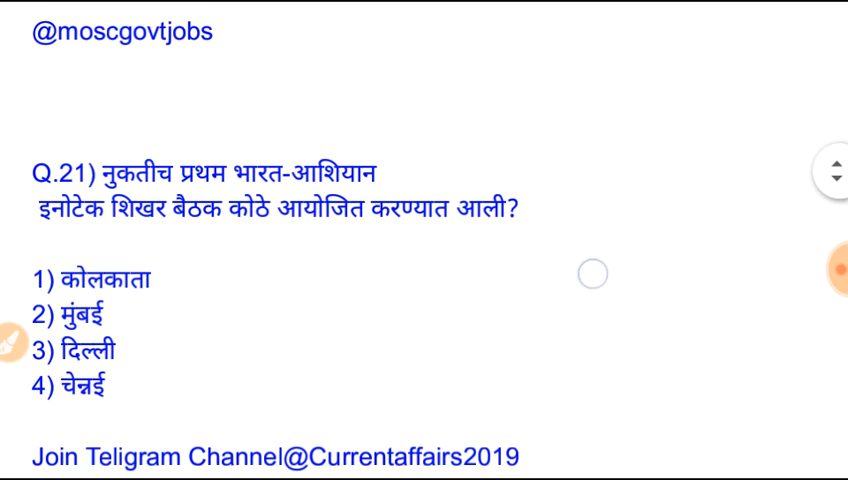 @moscgovtjobs
Q.21) नुकतीच प्रथम भारत-आशियान
इनोटेक शिखर बैठक कोठे आयोजित करण्यात आली?
1) कोलकाता
2) मुंबई
3) दिल्ली
4) चेन्नई
Join Teligram Channel@Currentaffairs2019